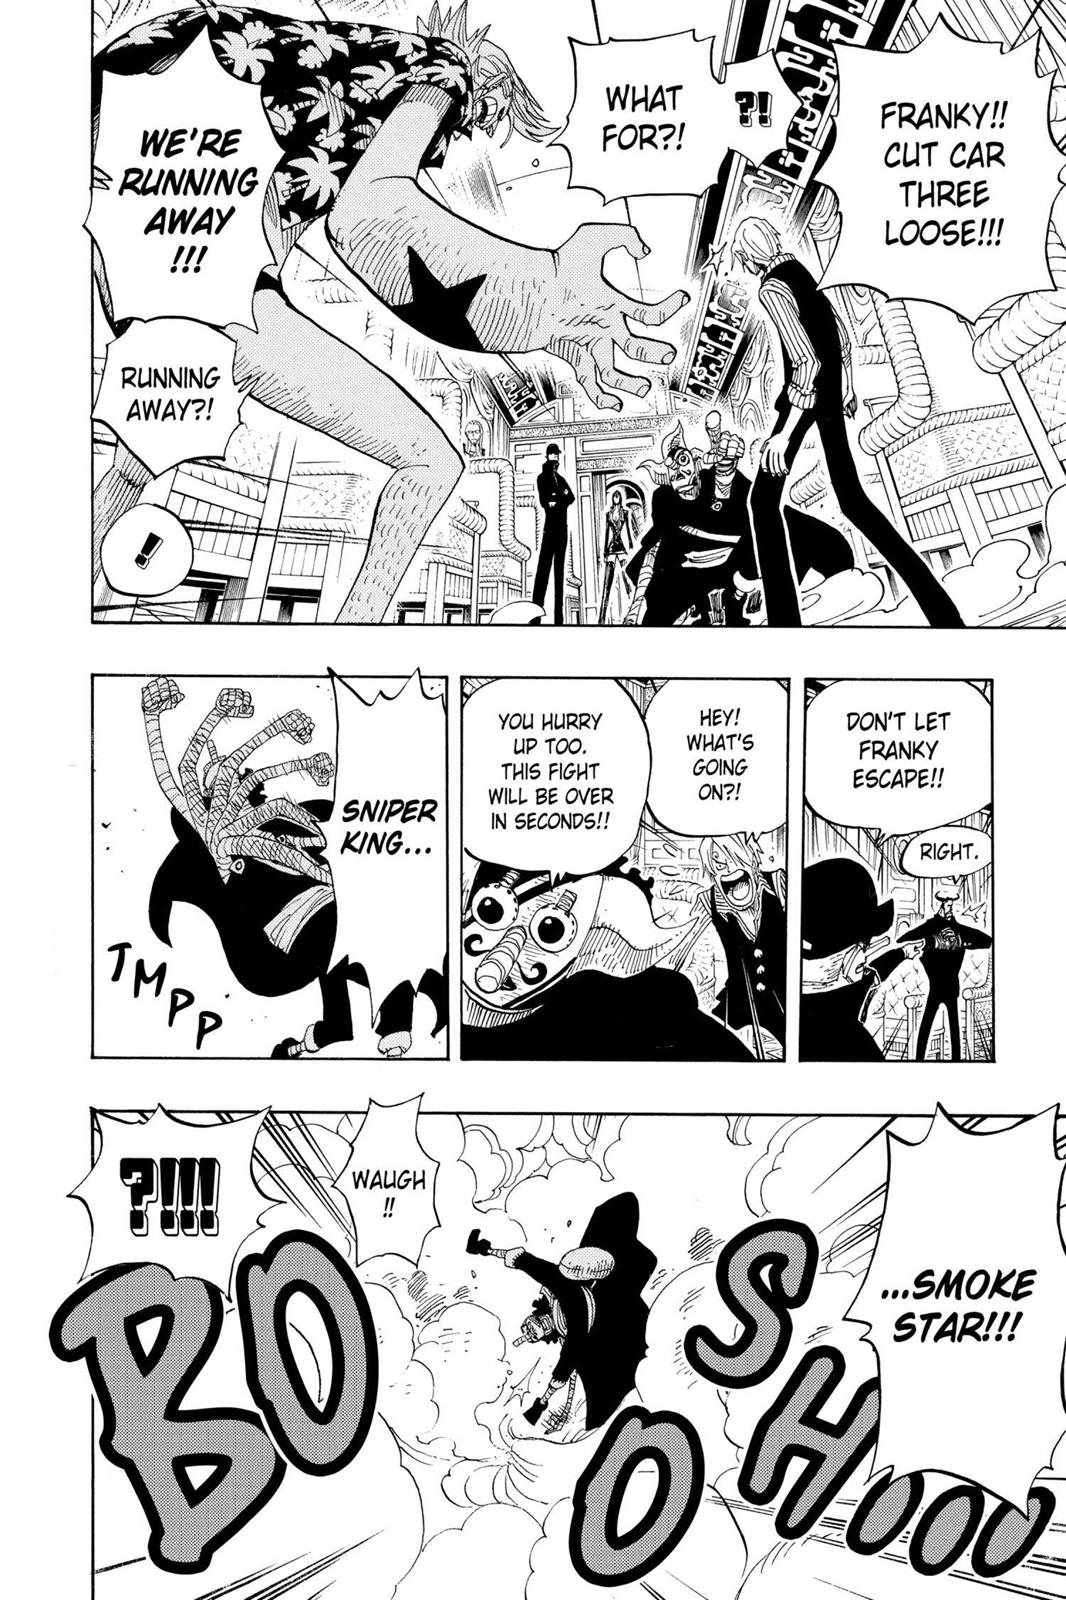 FRANKY!!
CUT CAR
THREE
LOOSE!!!
?!
WHAT
FOR?!
WE'RE
RUNNING
AWAY
!!!
RUNNING
AWAY?!
!
DON'T LET
FRANKY
ESCAPE!!
RIGHT.
HEY!
WHAT'S
GOING
ON?!
YOU HURRY
UP TOO.
THIS FIGHT
WILL BE OVER
IN SECONDS!!
SNIPER
KING...
TMPP
...SMOKE
STAR!!!
WAUGH
!!
?!!!
BOOSHOOO